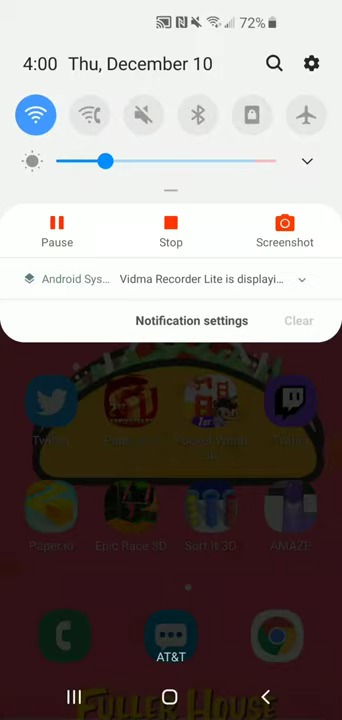 72%
4:00 Thu, December 10
Pause Stop Screenshot
Android Sys... Vidma Recorder Lite is displayi...
Notification settings Clear
Twitter
Epic Race 3D
Sort It 3D
AMAZE
Paper.io
AT&T
FULLER HOUSE